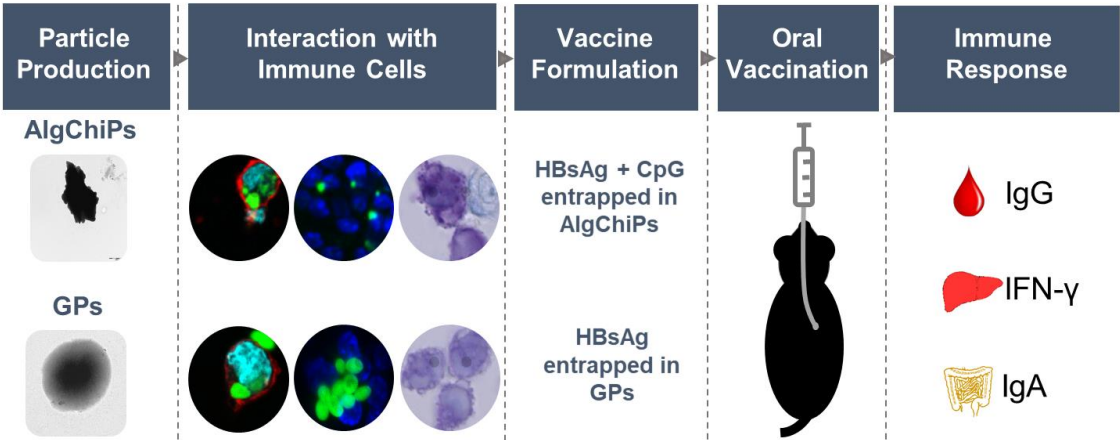 Particle
Production
Interaction with
Immune Cells
Vaccine
Formulation
Oral
Vaccination
Immune
Response
AlgChiPs
HBsAg + CpG
entrapped in
AlgChiPs
IgG
IFN-γ
GPs
HBsAg
entrapped in
GPs
IgA